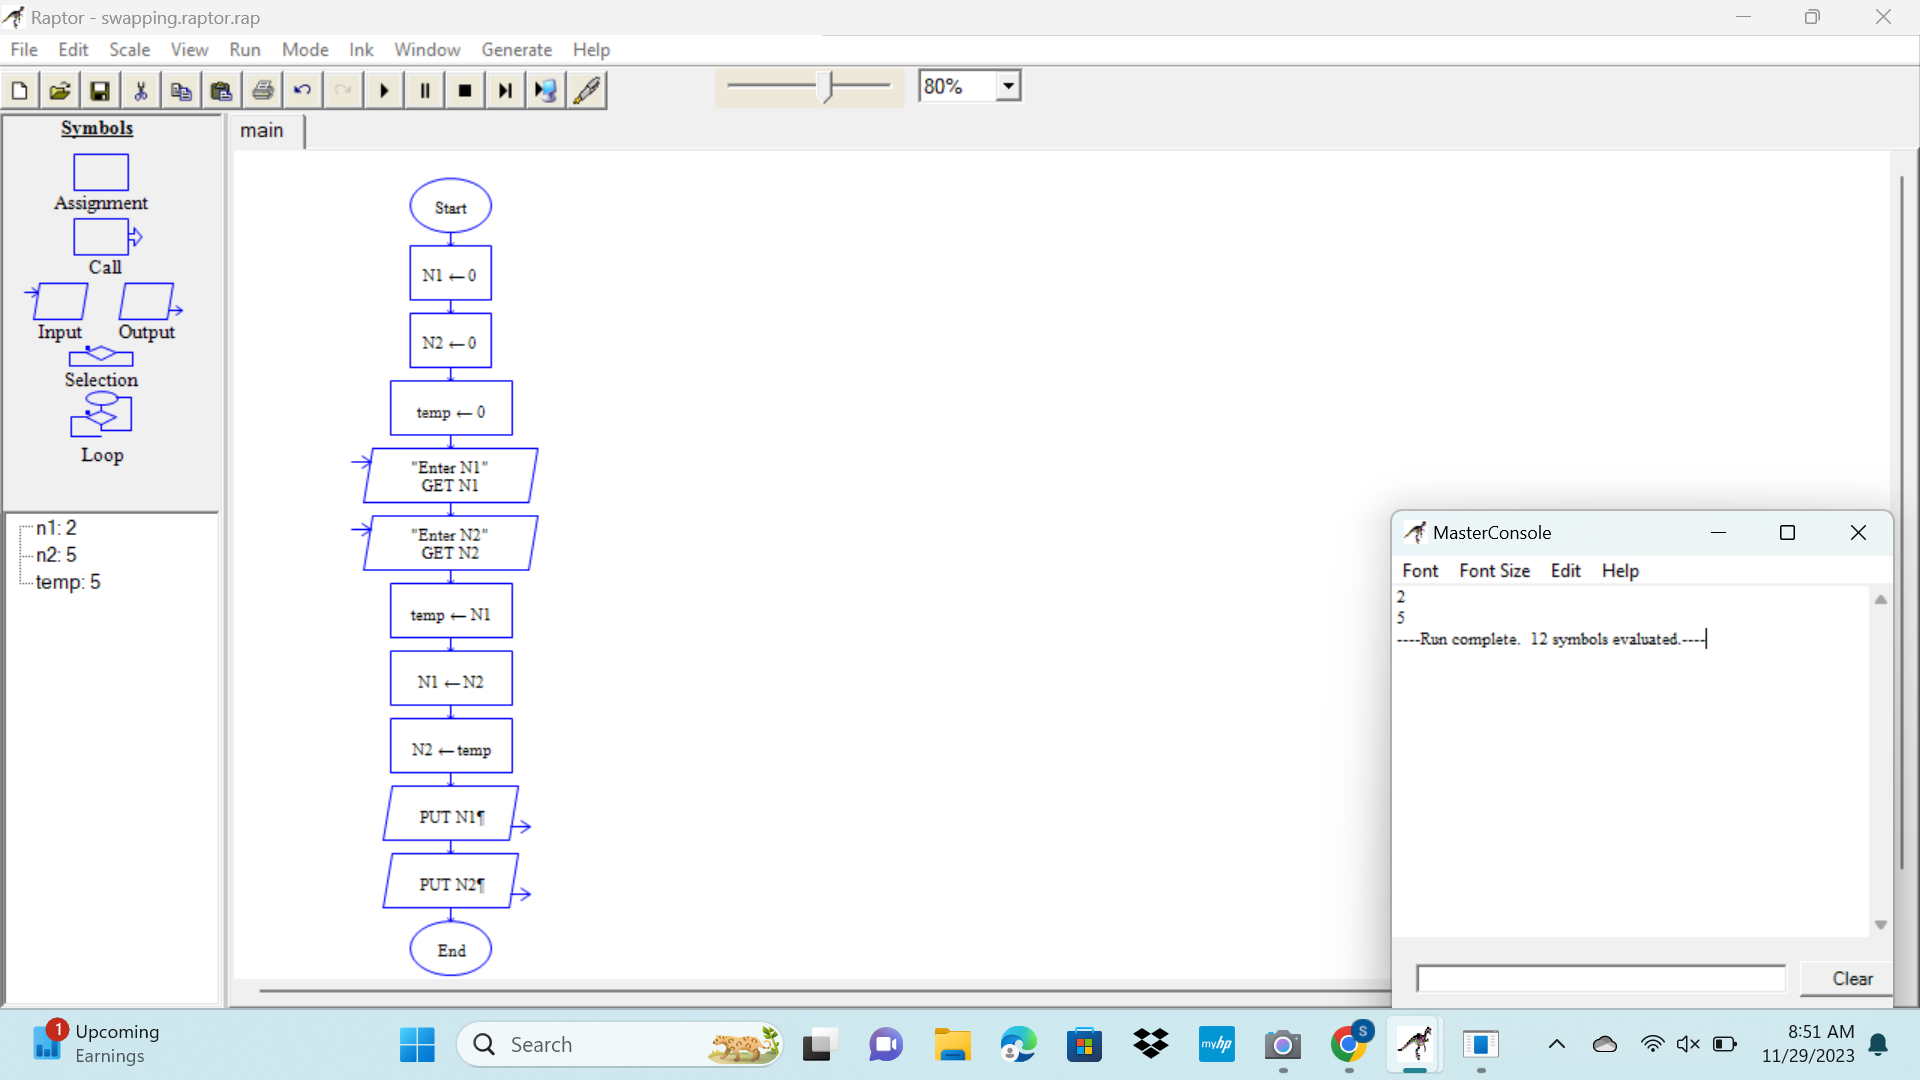 Raptor - swapping.raptor.rap
File Edit Scale View Run Mode Ink Window Generate Help
80%
Symbols
Assignment
Call
Input Output
Selection
Loop
n1: 2
n2: 5
temp: 5
main
Start
N1 ← 0
N2 ← 0
temp ← 0
"Enter N1"
GET N1
"Enter N2"
GET N2
temp ← N1
N1 ← N2
N2 ← temp
PUT N1¶
PUT N2¶
End
MasterConsole
Font Font Size Edit Help
2
5
----Run complete.  12 symbols evaluated.----
Clear
1
Upcoming
Earnings
Search
myhp
S
8:51 AM
11/29/2023